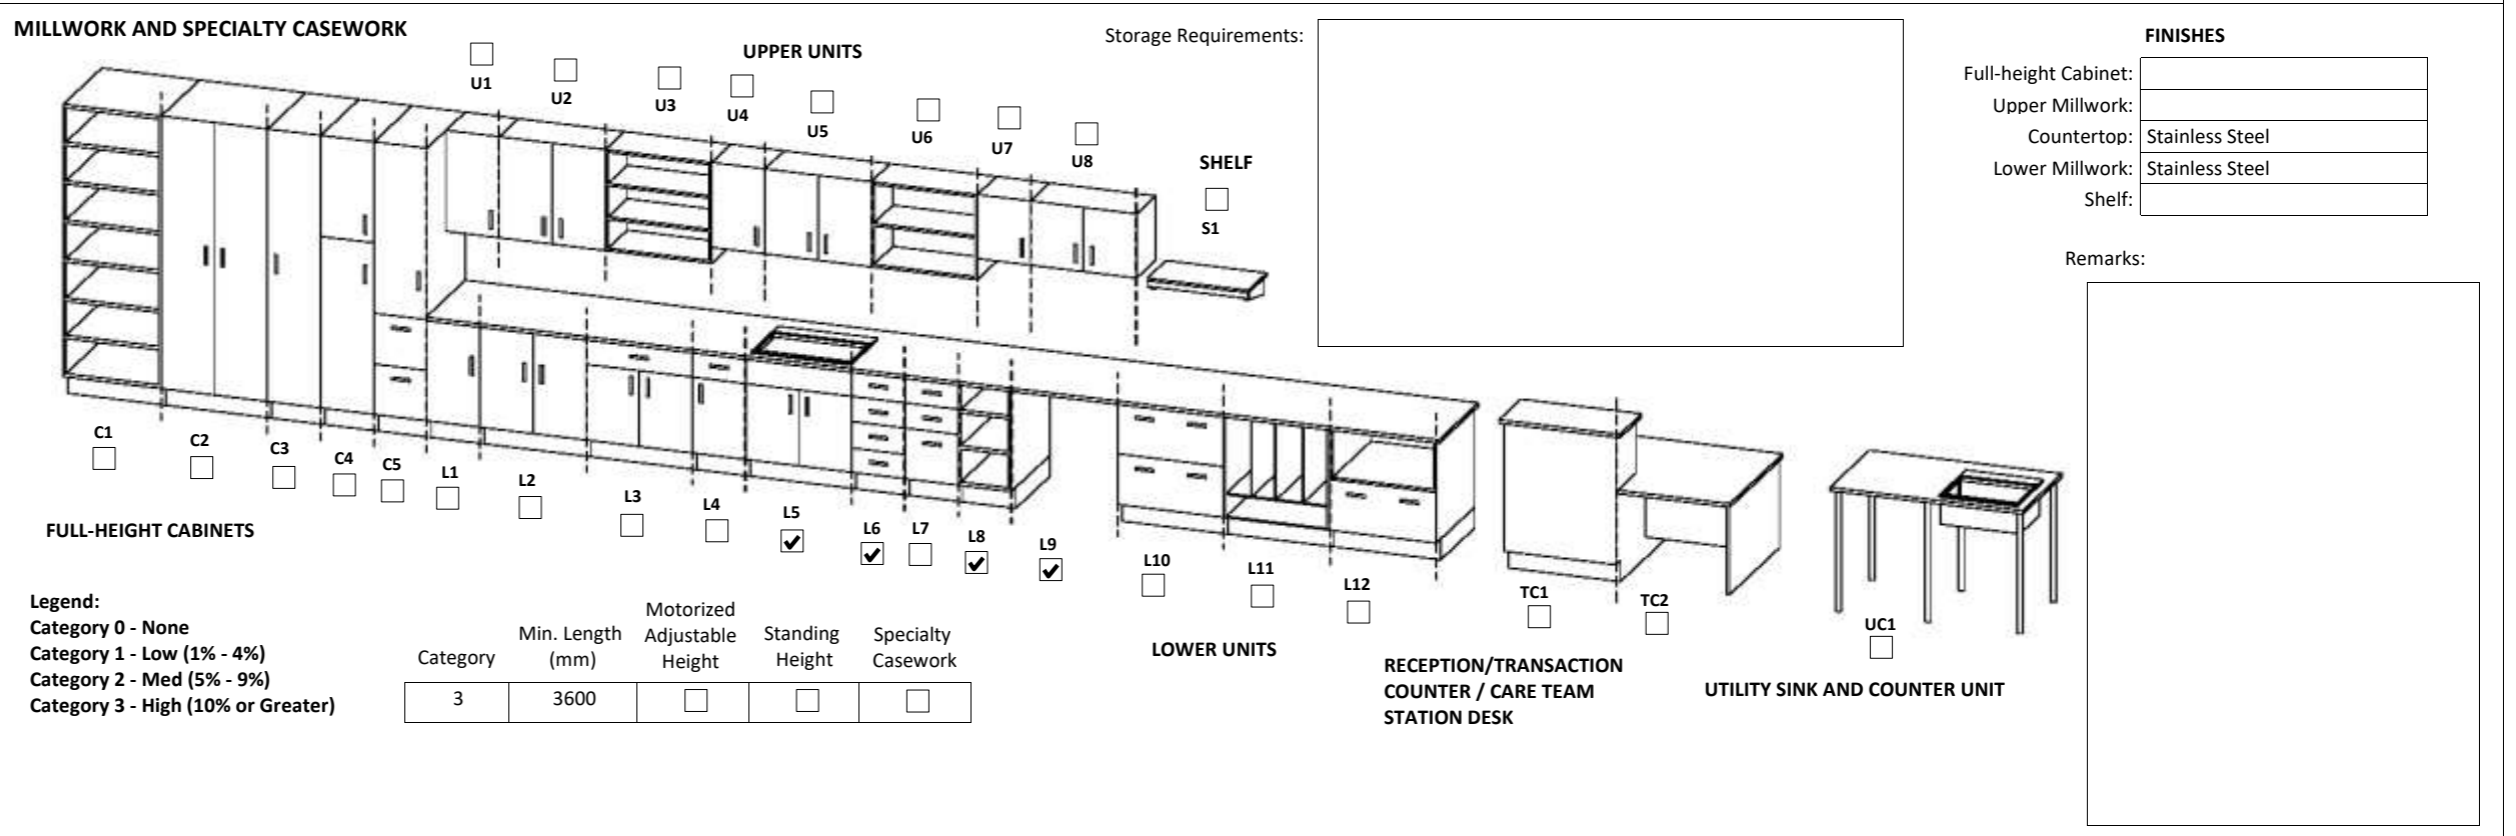 MILLWORK AND SPECIALTY CASEWORK
UPPER UNITS
U1
U2
U3
U4
U5
U6
U7
U8
SHELF
S1
Storage Requirements:
FINISHES
Full-height Cabinet:
Upper Millwork:
Countertop: Stainless Steel
Lower Millwork: Stainless Steel
Shelf:
Remarks:
C1
C2
C3
C4
C5
L1
L2
L3
L4
L5
L6
L7
L8
L9
L10
L11
L12
TC1
TC2
UC1
FULL-HEIGHT CABINETS
LOWER UNITS
RECEPTION/TRANSACTION
COUNTER / CARE TEAM
STATION DESK
UTILITY SINK AND COUNTER UNIT
Legend:
Category 0 - None
Category 1 - Low (1% - 4%)
Category 2 - Med (5% - 9%)
Category 3 - High (10% or Greater)
Category
Min. Length
(mm)
Motorized
Adjustable
Height
Standing
Height
Specialty
Casework
3
3600